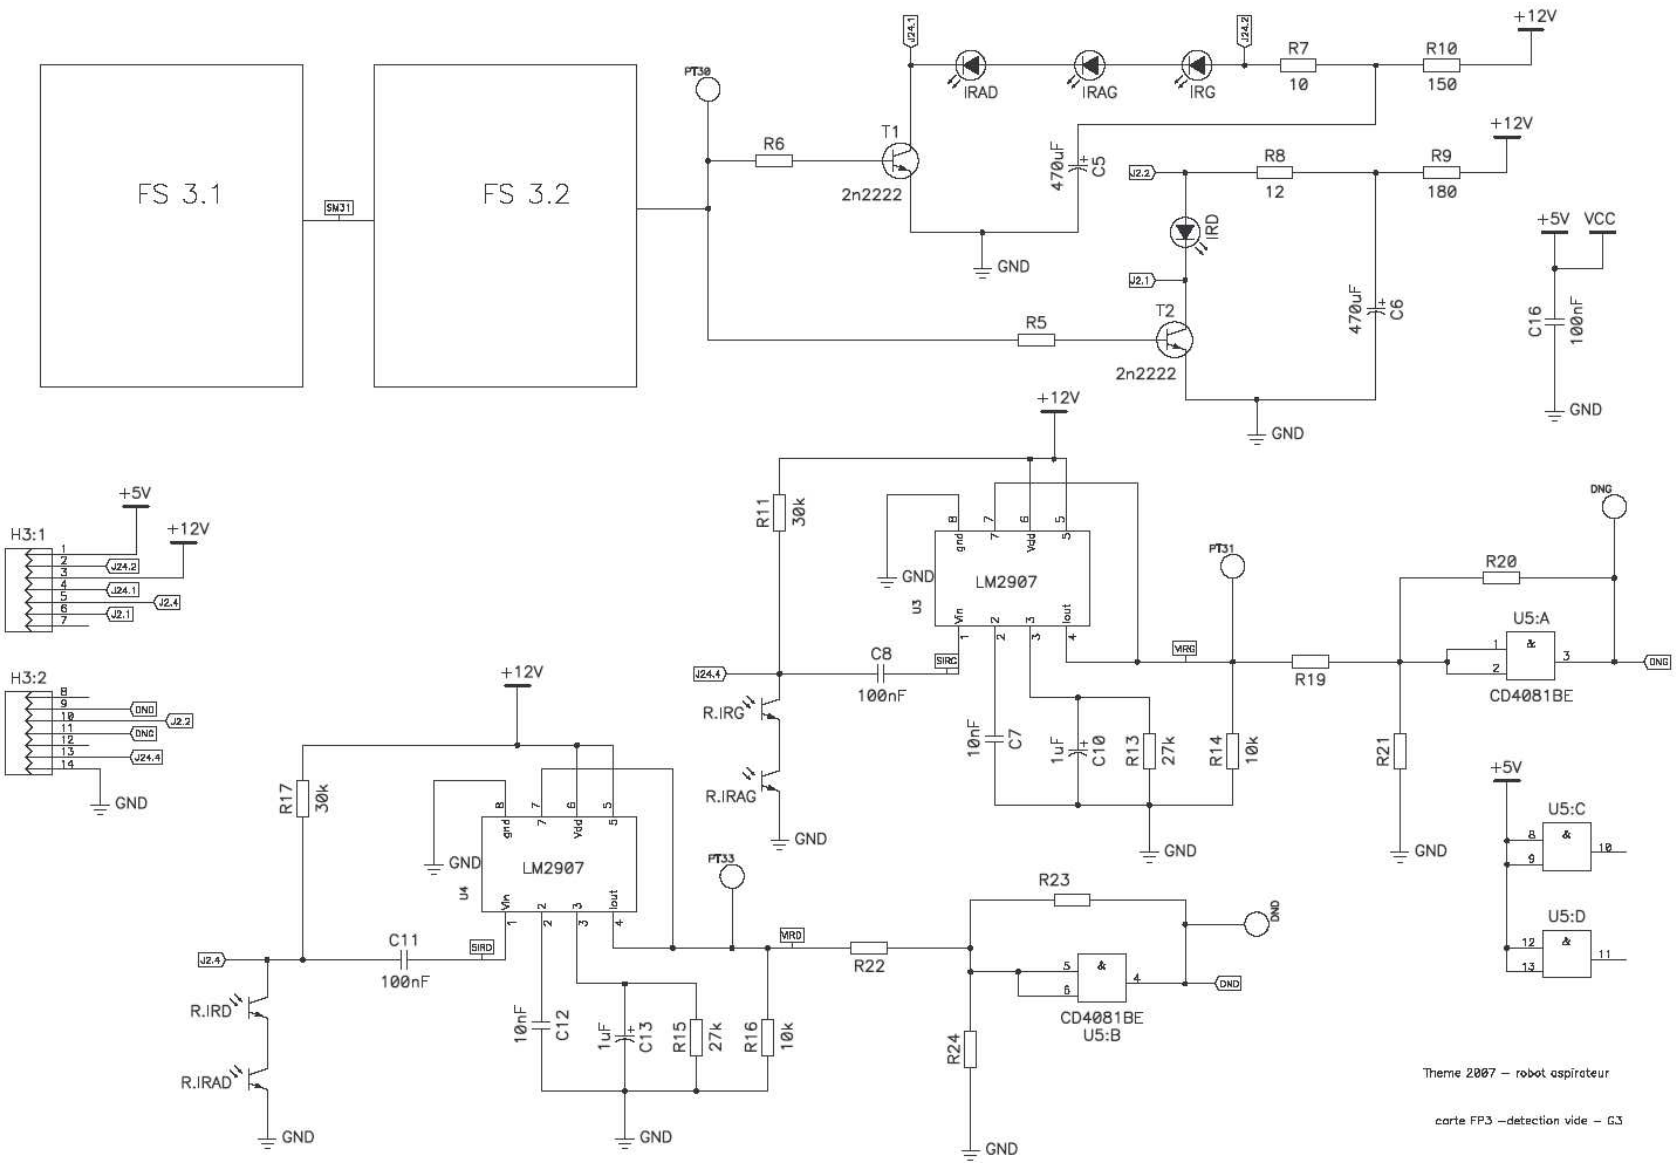 FS 3.1
SM31
FS 3.2
PT30
R6
T1
2n2222
J24.1
IRAD
IRAG
IRG
J24.2
R7
10
R10
150
+12V
470uF
C5
GND
R5
J2.2
R8
12
R9
180
+12V
IRD
J2.1
T2
2n2222
470uF
C6
GND
+5V VCC
C16
100nF
GND
H3:1
+5V
+12V
1
2
J24.2
3
4
J24.1
5
J2.4
6
J2.1
7
H3:2
8
9
DND
10
J2.2
11
DNG
12
13
J24.4
14
GND
+12V
R11
30k
GND
8
7
6
5
gnd
7
Vdd
5
LM2907
U3
Vin
2
3
Iout
1
2
3
4
J24.4
C8
100nF
SIRG
R.IRG
R.IRAG
GND
10nF
C7
1uF
C10
R13
27k
R14
10k
GND
VIRG
PT31
R19
R20
R21
GND
DNG
U5:A
1
2
&
3
CD4081BE
DNG
+12V
R17
30k
GND
8
7
6
5
gnd
7
Vdd
5
LM2907
U4
Vin
2
3
Iout
1
2
3
4
J2.4
C11
100nF
SIRD
R.IRD
R.IRAD
GND
10nF
C12
1uF
C13
R15
27k
R16
10k
GND
PT33
VIRD
R22
R23
R24
GND
DND
5
6
&
4
CD4081BE
U5:B
DND
+5V
U5:C
8
9
&
10
U5:D
12
13
&
11
Theme 2007 – robot aspirateur
carte FP3 –detection vide – G3